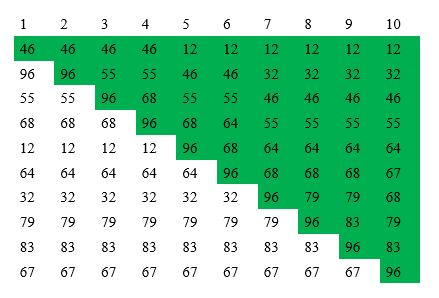 1 2 3 4 5 6 7 8 9 10
46 46 46 46 12 12 12 12 12 12
96 96 55 55 46 46 32 32 32 32
55 55 96 68 55 55 46 46 46 46
68 68 68 96 68 64 55 55 55 55
12 12 12 12 96 68 64 64 64 64
64 64 64 64 64 96 68 68 68 67
32 32 32 32 32 32 96 79 79 68
79 79 79 79 79 79 79 96 83 79
83 83 83 83 83 83 83 83 96 83
67 67 67 67 67 67 67 67 67 96